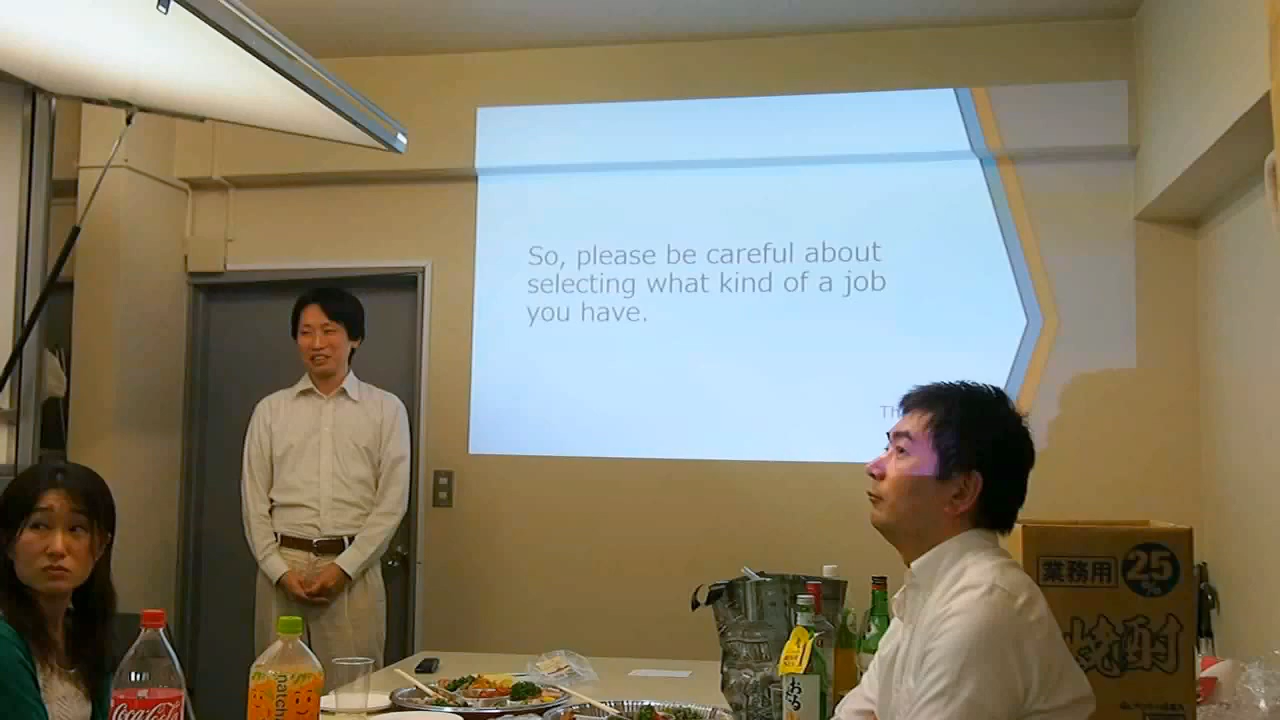 So, please be careful about
selecting what kind of a job
you have.
業務用
25
焼酎
Coca-Cola
natch